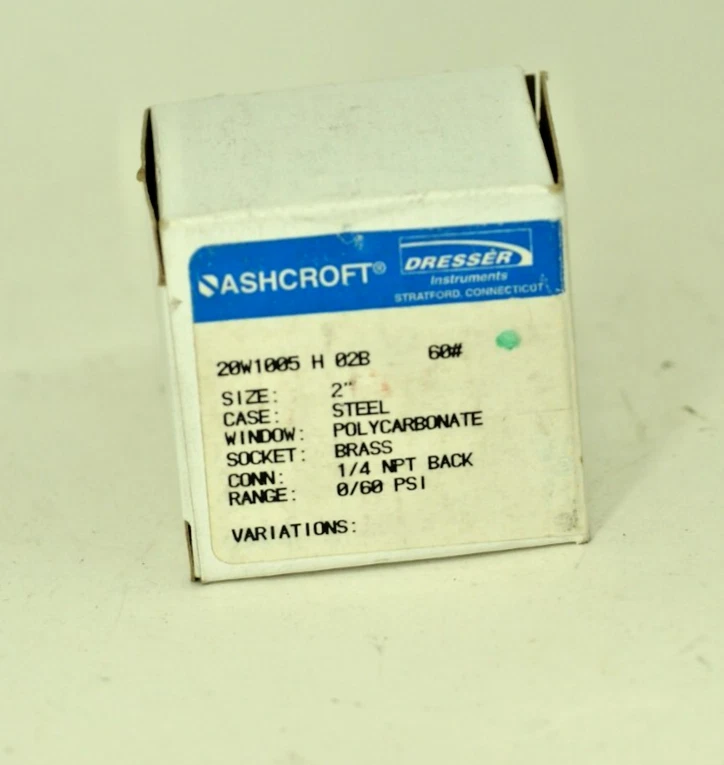 ASHCROFT®
DRESSER
Instruments
STRATFORD, CONNECTICUT
20W1005 H 02B 60#
SIZE: 2"
CASE: STEEL
WINDOW: POLYCARBONATE
SOCKET: BRASS
CONN: 1/4 NPT BACK
RANGE: 0/60 PSI
VARIATIONS: